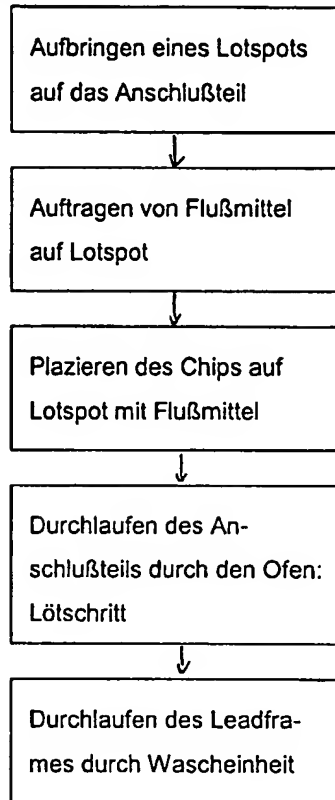 Aufbringen eines Lotspots
auf das Anschlußteil
Auftragen von Flußmittel
auf Lotspot
Plazieren des Chips auf
Lotspot mit Flußmittel
Durchlaufen des An-
schlußteils durch den Ofen:
Lötschritt
Durchlaufen des Leadfra-
mes durch Wascheinheit